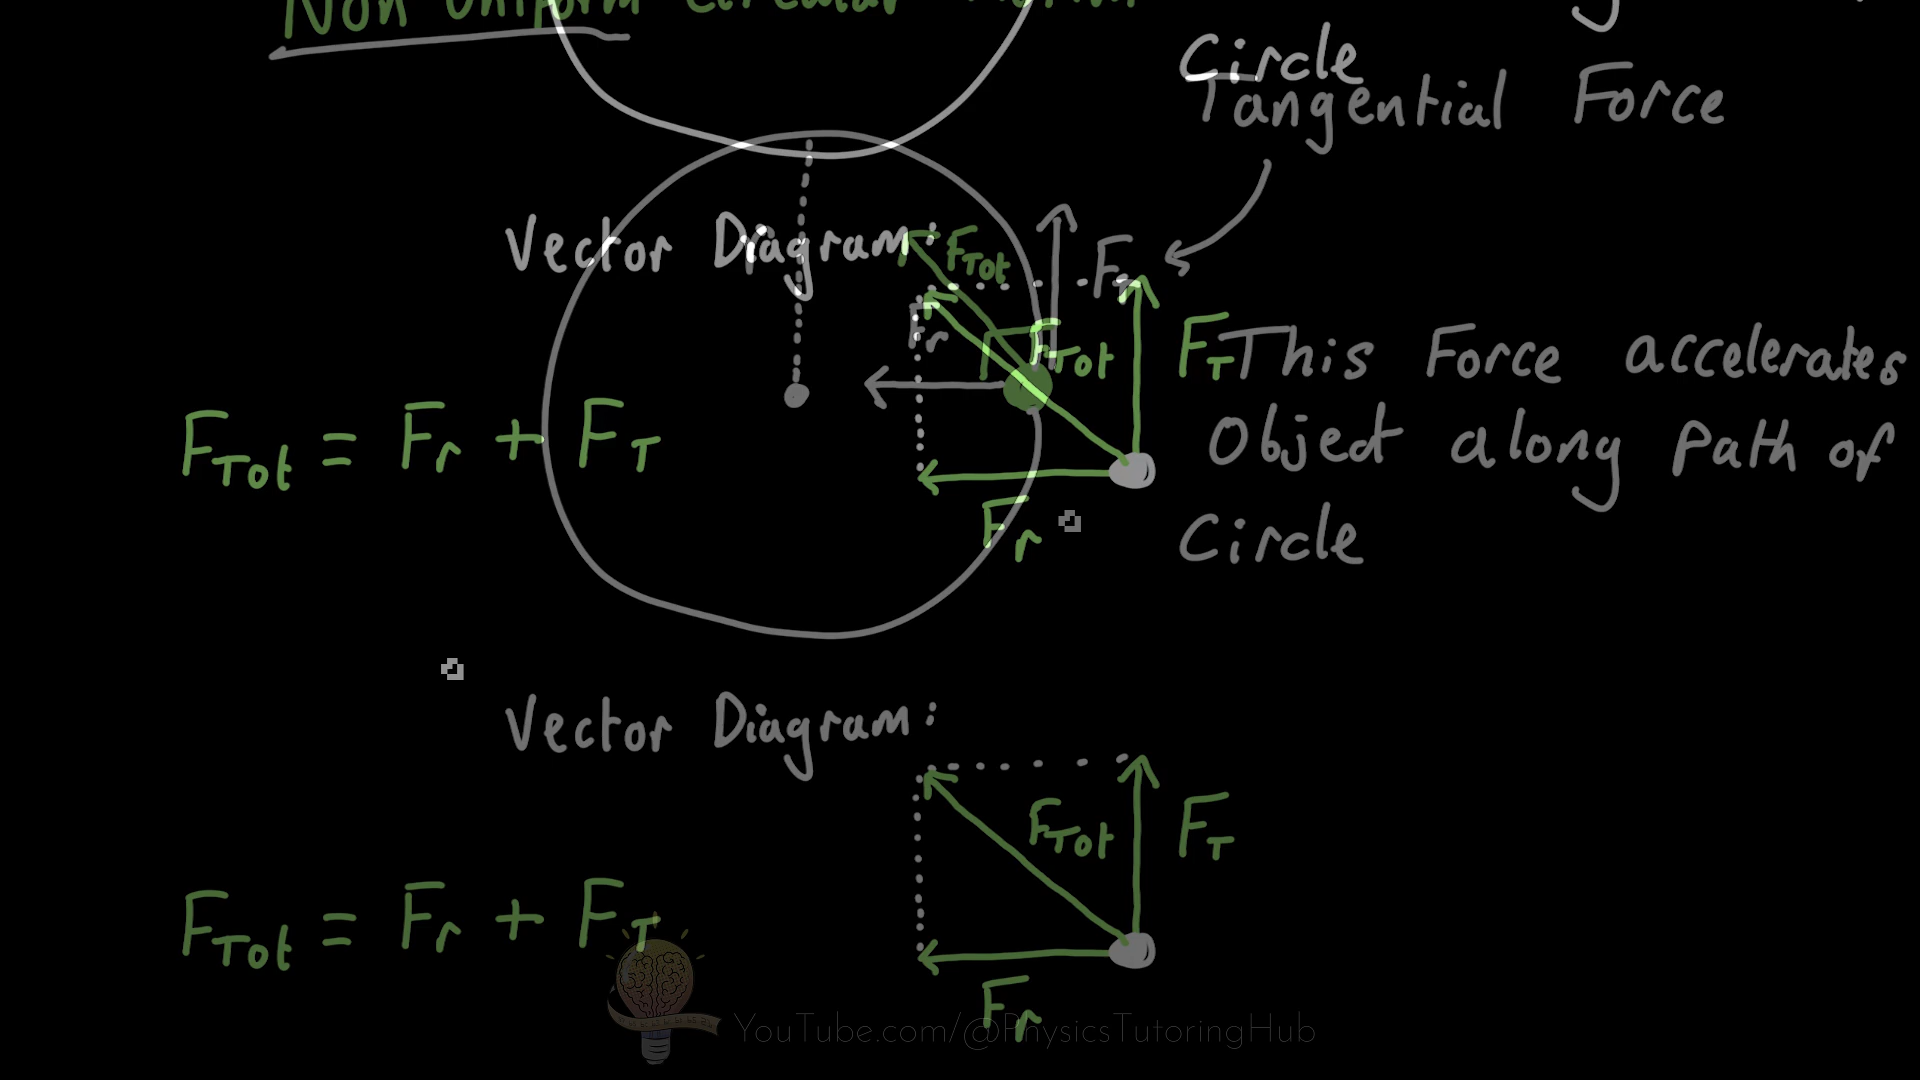 Non Uniform Circular Motion
Circle
Tangential Force
Vector Diagram:
FTot
Fr
FTot
FT
This Force accelerates
Object along path of
Circle
FTot = Fr + FT
Fr
Vector Diagram:
FTot
FT
FTot = Fr + FT
Fr
YouTube.com/@PhysicsTutoringHub